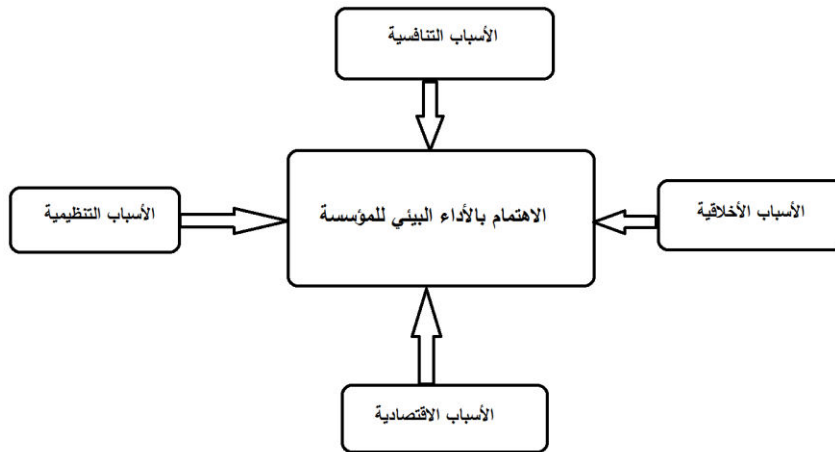 الأسباب التنافسية
الأسباب الأخلاقية
الاهتمام بالأداء البيئي للمؤسسة
الأسباب التنظيمية
الأسباب الاقتصادية